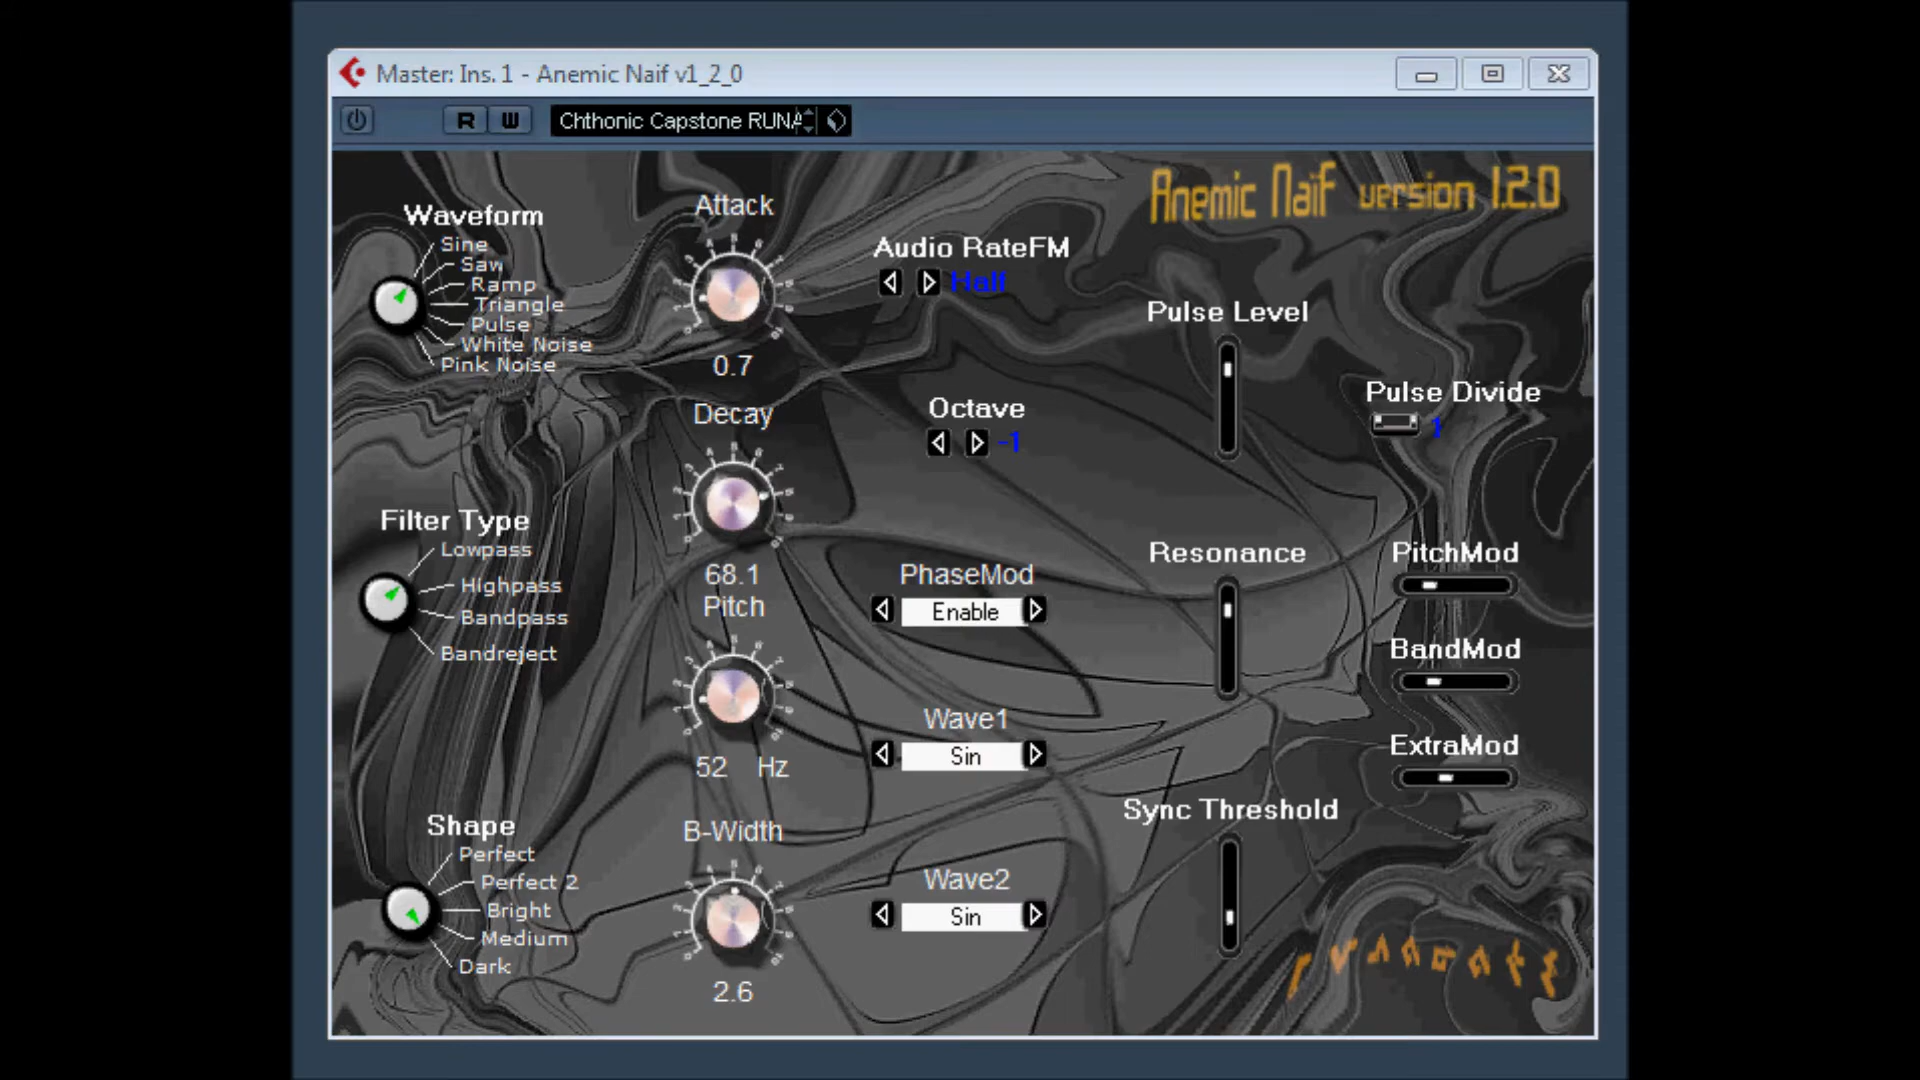 Master: Ins. 1 - Anemic Naif v1_2_0
R W Chthonic Capstone RUNA
Anemic Naif version 1.2.0
Waveform
Sine
Saw
Ramp
Triangle
Pulse
White Noise
Pink Noise
Attack
0.7
Audio RateFM
Half
Pulse Level
Pulse Divide
1
Decay
68.1
Octave
-1
Filter Type
Lowpass
Highpass
Bandpass
Bandreject
Pitch
52 Hz
PhaseMod
Enable
Resonance
PitchMod
BandMod
ExtraMod
Wave1
Sin
Sync Threshold
Shape
Perfect
Perfect 2
Bright
Medium
Dark
B-Width
2.6
Wave2
Sin